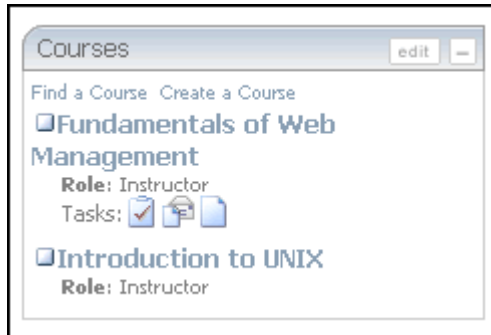 Courses edit
Find a Course Create a Course
Fundamentals of Web
Management
Role: Instructor
Tasks:
Introduction to UNIX
Role: Instructor